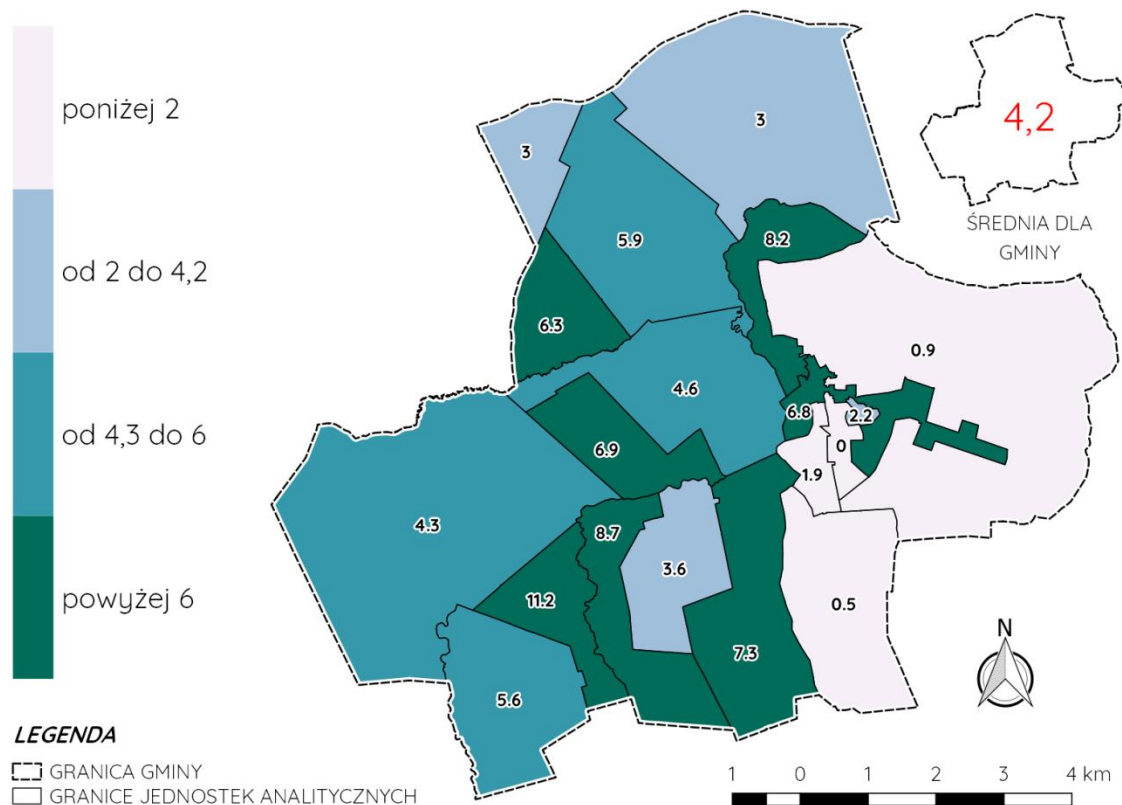 poniżej 2
od 2 do 4,2
od 4,3 do 6
powyżej 6
LEGENDA
GRANICA GMINY
GRANICE JEDNOSTEK ANALITYCZNYCH
3
3
5.9
8.2
6.3
0.9
4.6
6.8
2.2
0
6.9
1.9
4.3
8.7
3.6
11.2
0.5
7.3
5.6
4,2
ŚREDNIA DLA
GMINY
N
1 0 1 2 3 4 km